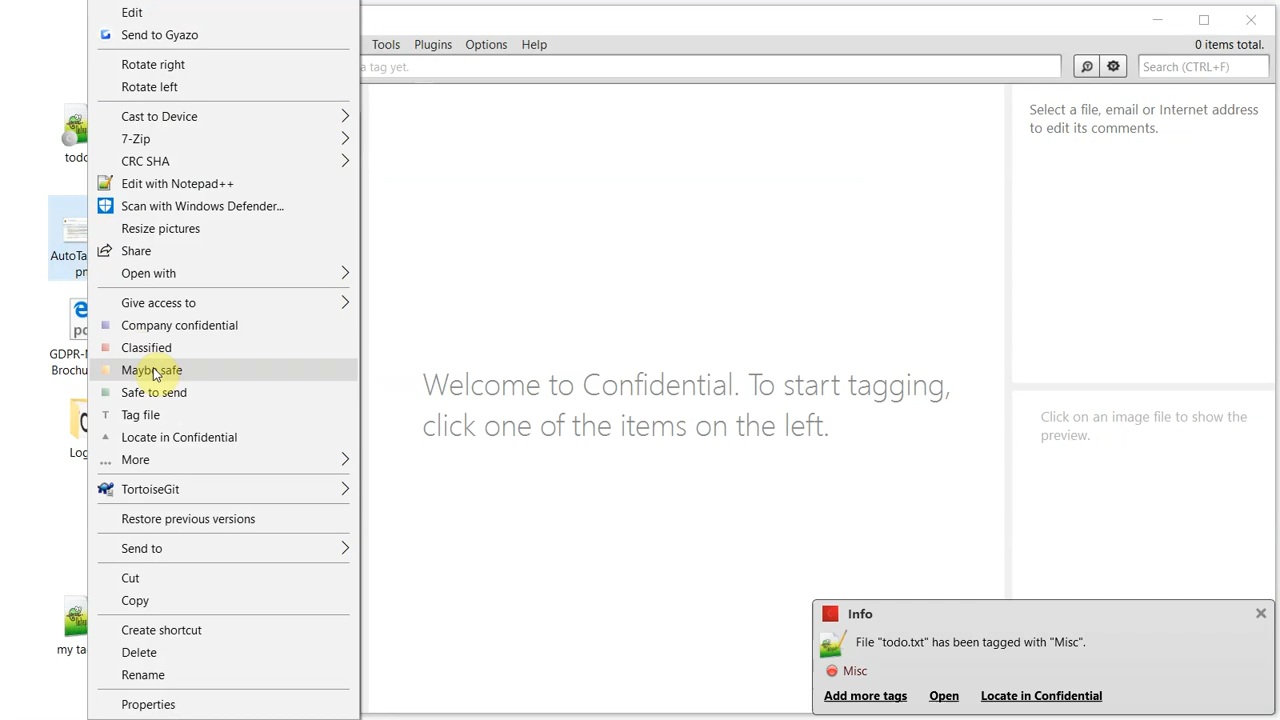 Edit
Send to Gyazo
Rotate right
Rotate left
Cast to Device
7-Zip
CRC SHA
Edit with Notepad++
Scan with Windows Defender...
Resize pictures
Share
Open with
Give access to
Company confidential
Classified
Maybe safe
Safe to send
Tag file
Locate in Confidential
More
TortoiseGit
Restore previous versions
Send to
Cut
Copy
Create shortcut
Delete
Rename
Properties
todo
AutoTa
pn
GDPR-
Brochu
Log
my ta
Tools Plugins Options Help
0 items total.
a tag yet.
Search (CTRL+F)
Select a file, email or Internet address
to edit its comments.
Welcome to Confidential. To start tagging,
click one of the items on the left.
Click on an image file to show the
preview.
Info
File "todo.txt" has been tagged with "Misc".
Misc
Add more tags Open Locate in Confidential